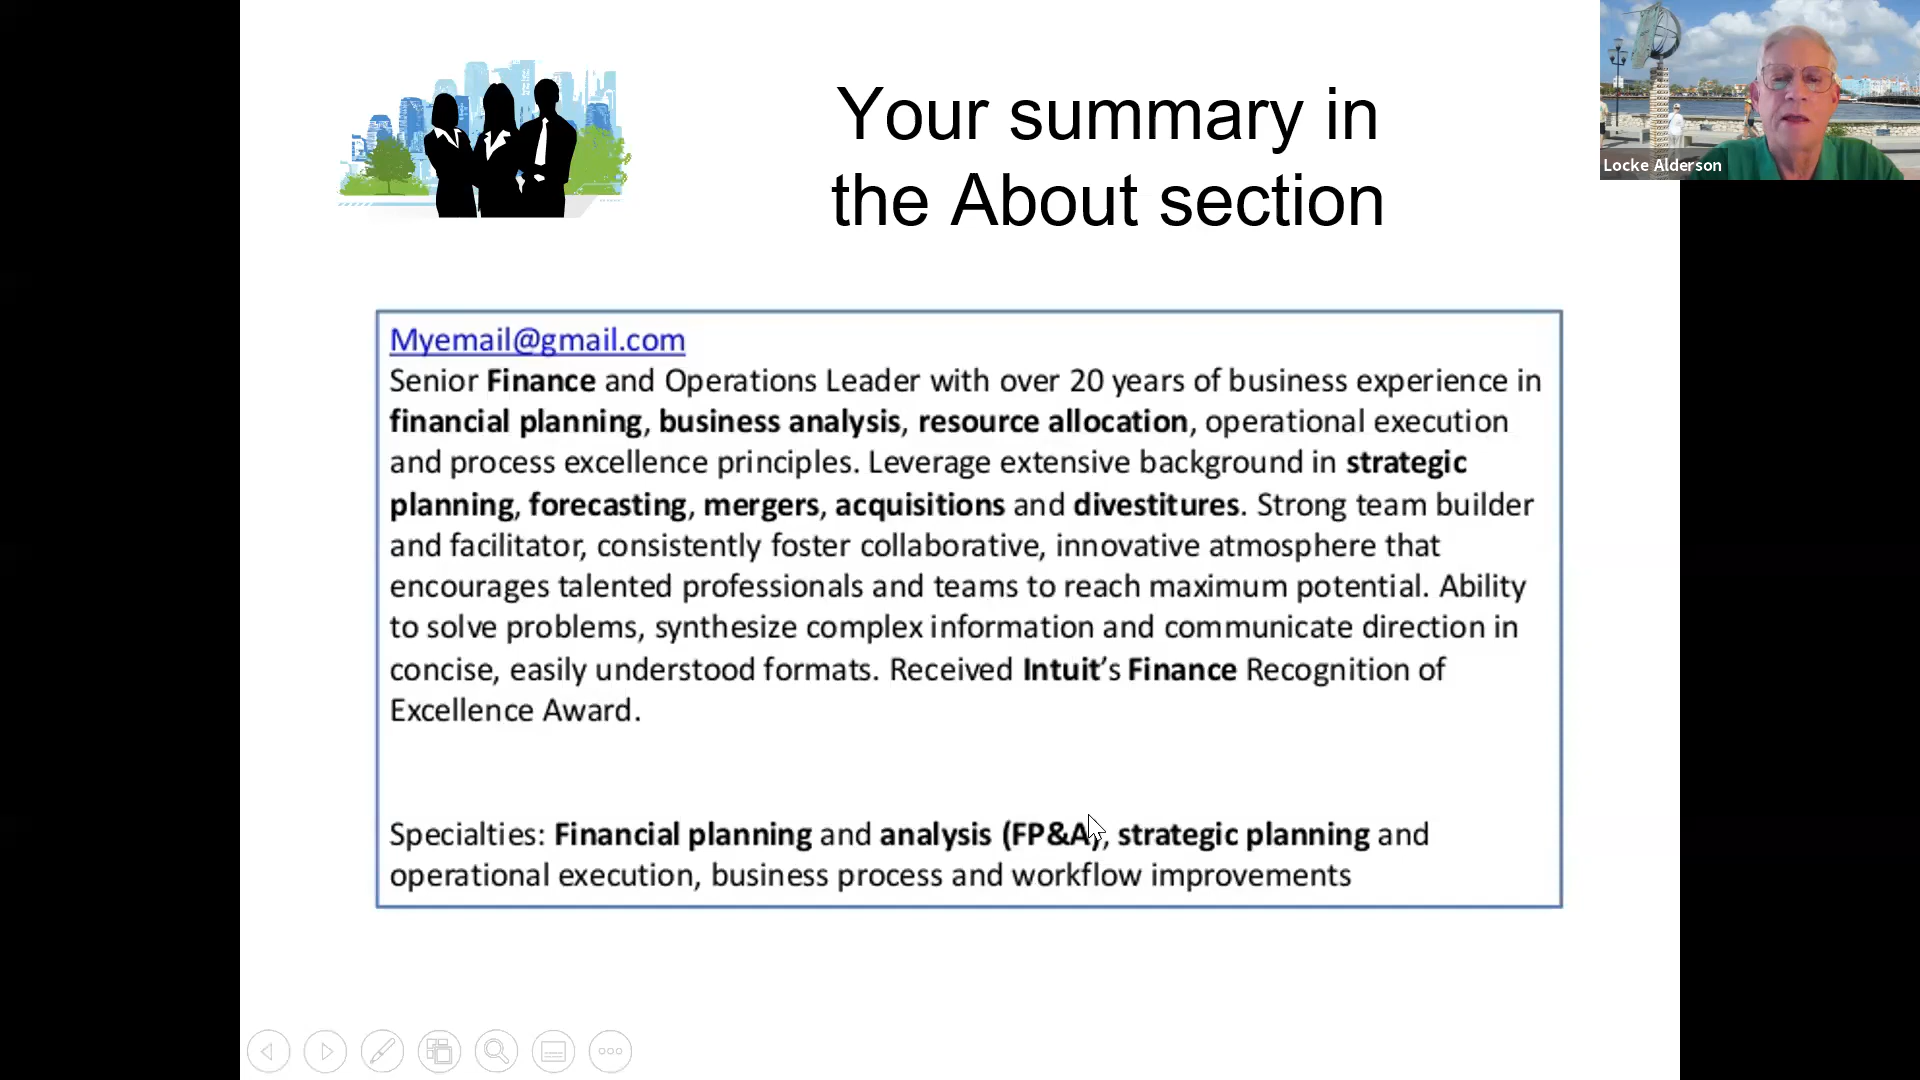 Your summary in
the About section
Locke Alderson
Myemail@gmail.com
Senior Finance and Operations Leader with over 20 years of business experience in
financial planning, business analysis, resource allocation, operational execution
and process excellence principles. Leverage extensive background in strategic
planning, forecasting, mergers, acquisitions and divestitures. Strong team builder
and facilitator, consistently foster collaborative, innovative atmosphere that
encourages talented professionals and teams to reach maximum potential. Ability
to solve problems, synthesize complex information and communicate direction in
concise, easily understood formats. Received Intuit's Finance Recognition of
Excellence Award.
Specialties: Financial planning and analysis (FP&A), strategic planning and
operational execution, business process and workflow improvements